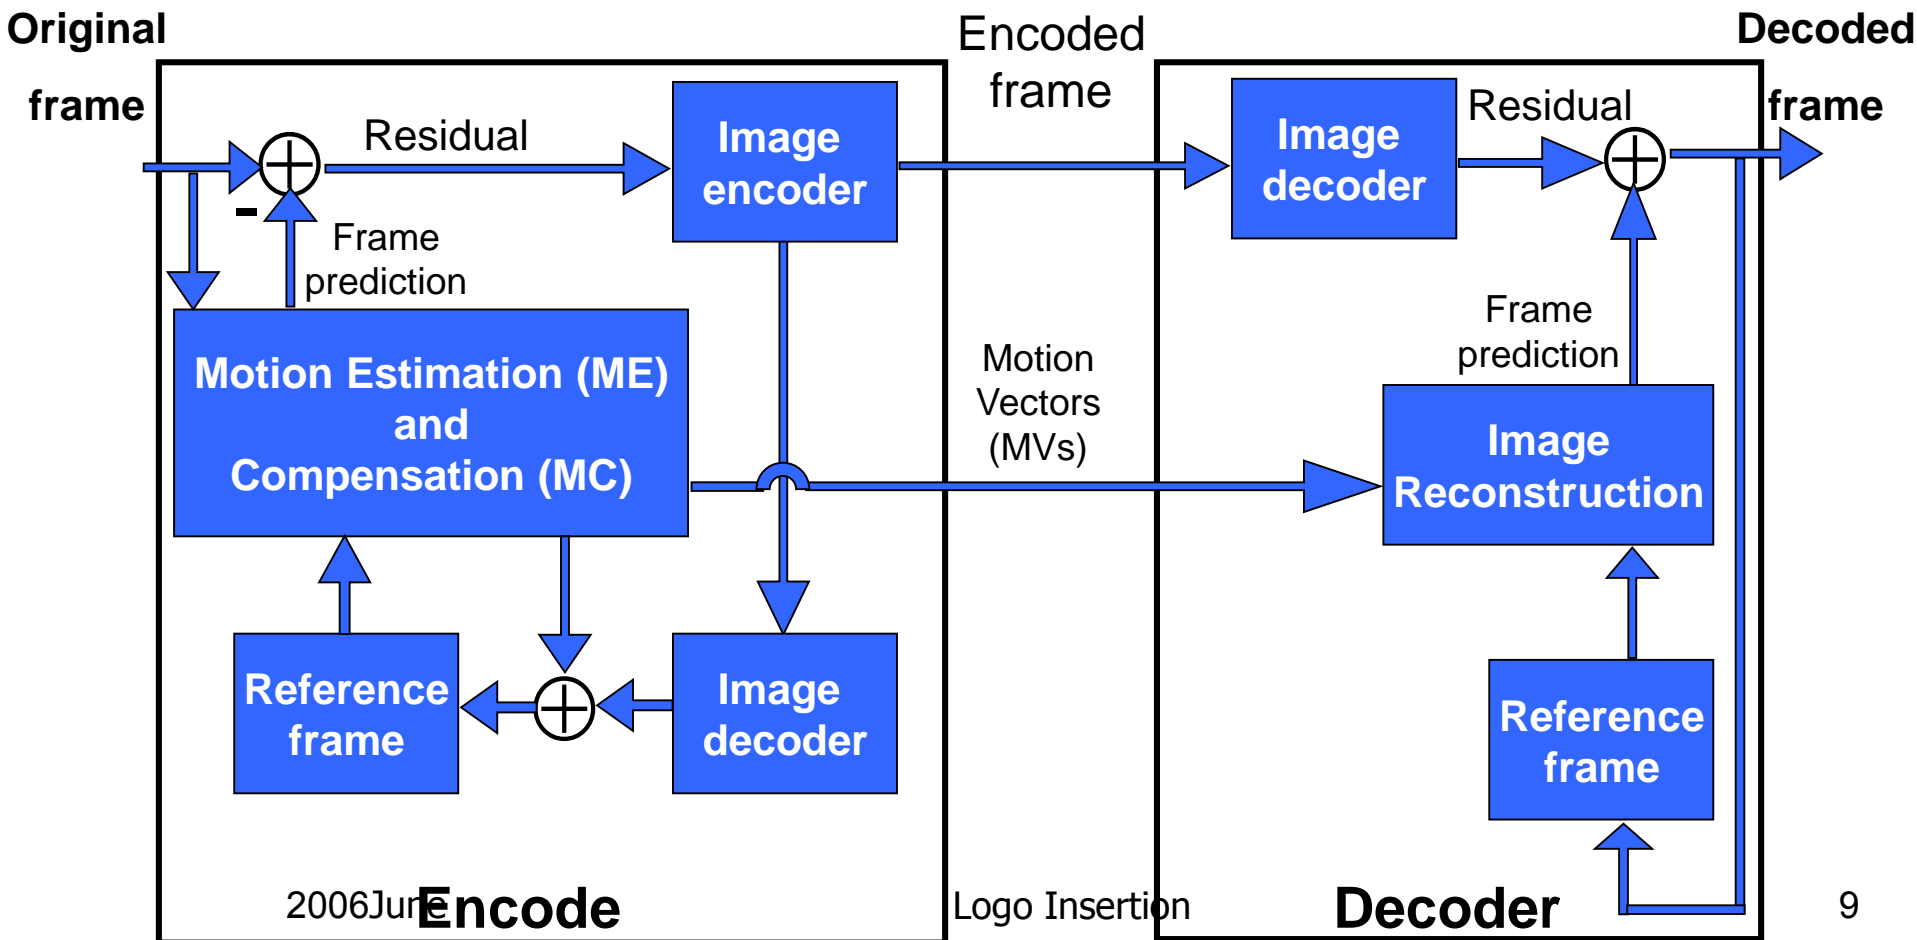 Original
frame
Encoded
frame
Decoded
frame
Residual
Image
encoder
-
Frame
prediction
Motion Estimation (ME)
and
Compensation (MC)
Reference
frame
Image
decoder
Motion
Vectors
(MVs)
Image
decoder
Residual
Frame
prediction
Image
Reconstruction
Reference
frame
2006June
Encode
Logo Insertion
Decoder
9